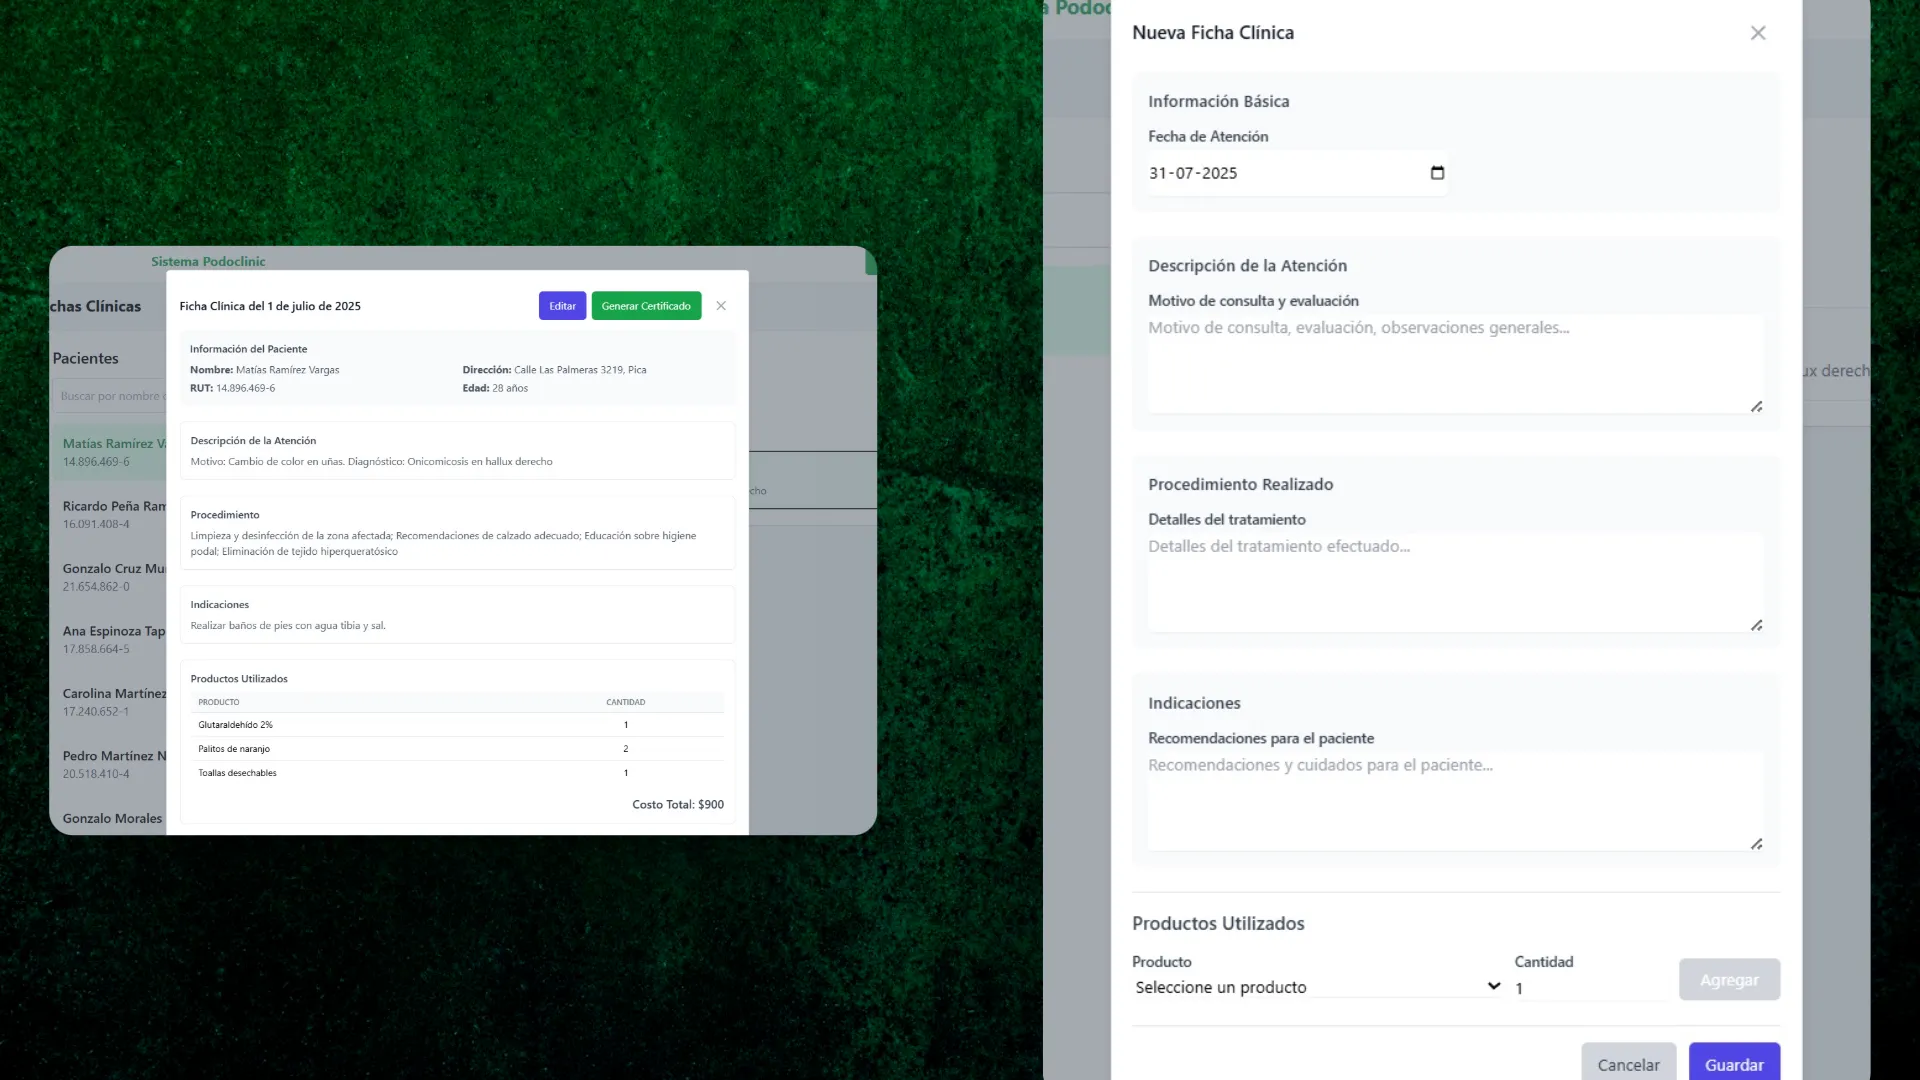 Sistema Podoclinic
chas Clínicas
Pacientes
Buscar por nombre
Matías Ramírez
14.896.469-6
Ricardo Peña
16.091.408-4
Gonzalo Cruz
21.654.862-0
Ana Espinoza
17.858.664-5
Carolina Martínez
17.240.652-1
Pedro Martínez N
20.518.410-4
Gonzalo Morales
Ficha Clínica del 1 de julio de 2025
Editar
Generar Certificado
Información del Paciente
Nombre: Matías Ramírez Vargas
Dirección: Calle Las Palmeras 3219, Pica
RUT: 14.896.469-6
Edad: 28 años
Descripción de la Atención
Motivo: Cambio de color en uñas. Diagnóstico: Onicomicosis en hallux derecho
Procedimiento
Limpieza y desinfección de la zona afectada; Recomendaciones de calzado adecuado; Educación sobre higiene
podal; Eliminación de tejido hiperqueratósico
Indicaciones
Realizar baños de pies con agua tibia y sal.
Productos Utilizados
PRODUCTO CANTIDAD
Glutaraldehído 2% 1
Palitos de naranjo 2
Toallas desechables 1
Costo Total: $900
cho
Nueva Ficha Clínica
Información Básica
Fecha de Atención
31-07-2025
Descripción de la Atención
Motivo de consulta y evaluación
Motivo de consulta, evaluación, observaciones generales...
Procedimiento Realizado
Detalles del tratamiento
Detalles del tratamiento efectuado...
Indicaciones
Recomendaciones para el paciente
Recomendaciones y cuidados para el paciente...
Productos Utilizados
Producto
Seleccione un producto
Cantidad
1
Agregar
Cancelar
Guardar